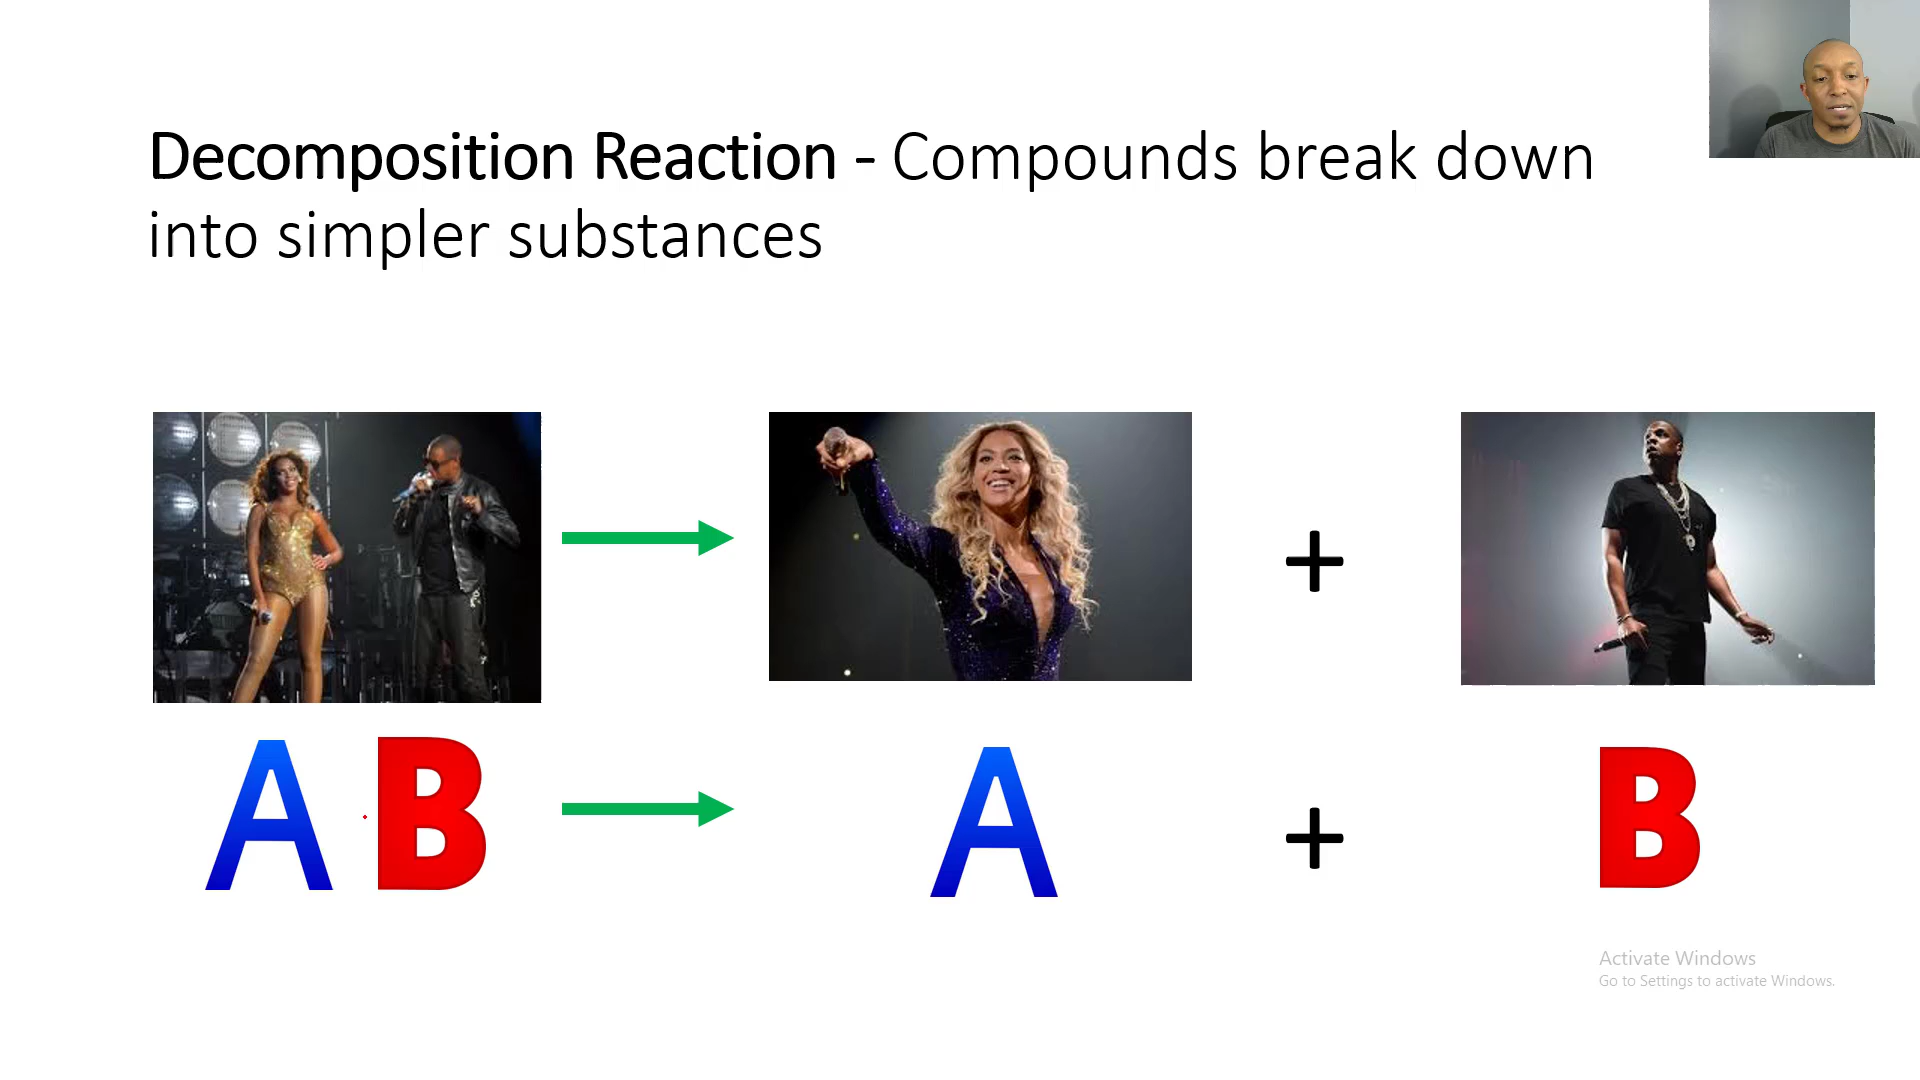 Decomposition Reaction - Compounds break down
into simpler substances
+
A B A + B
Activate Windows
Go to Settings to activate Windows.